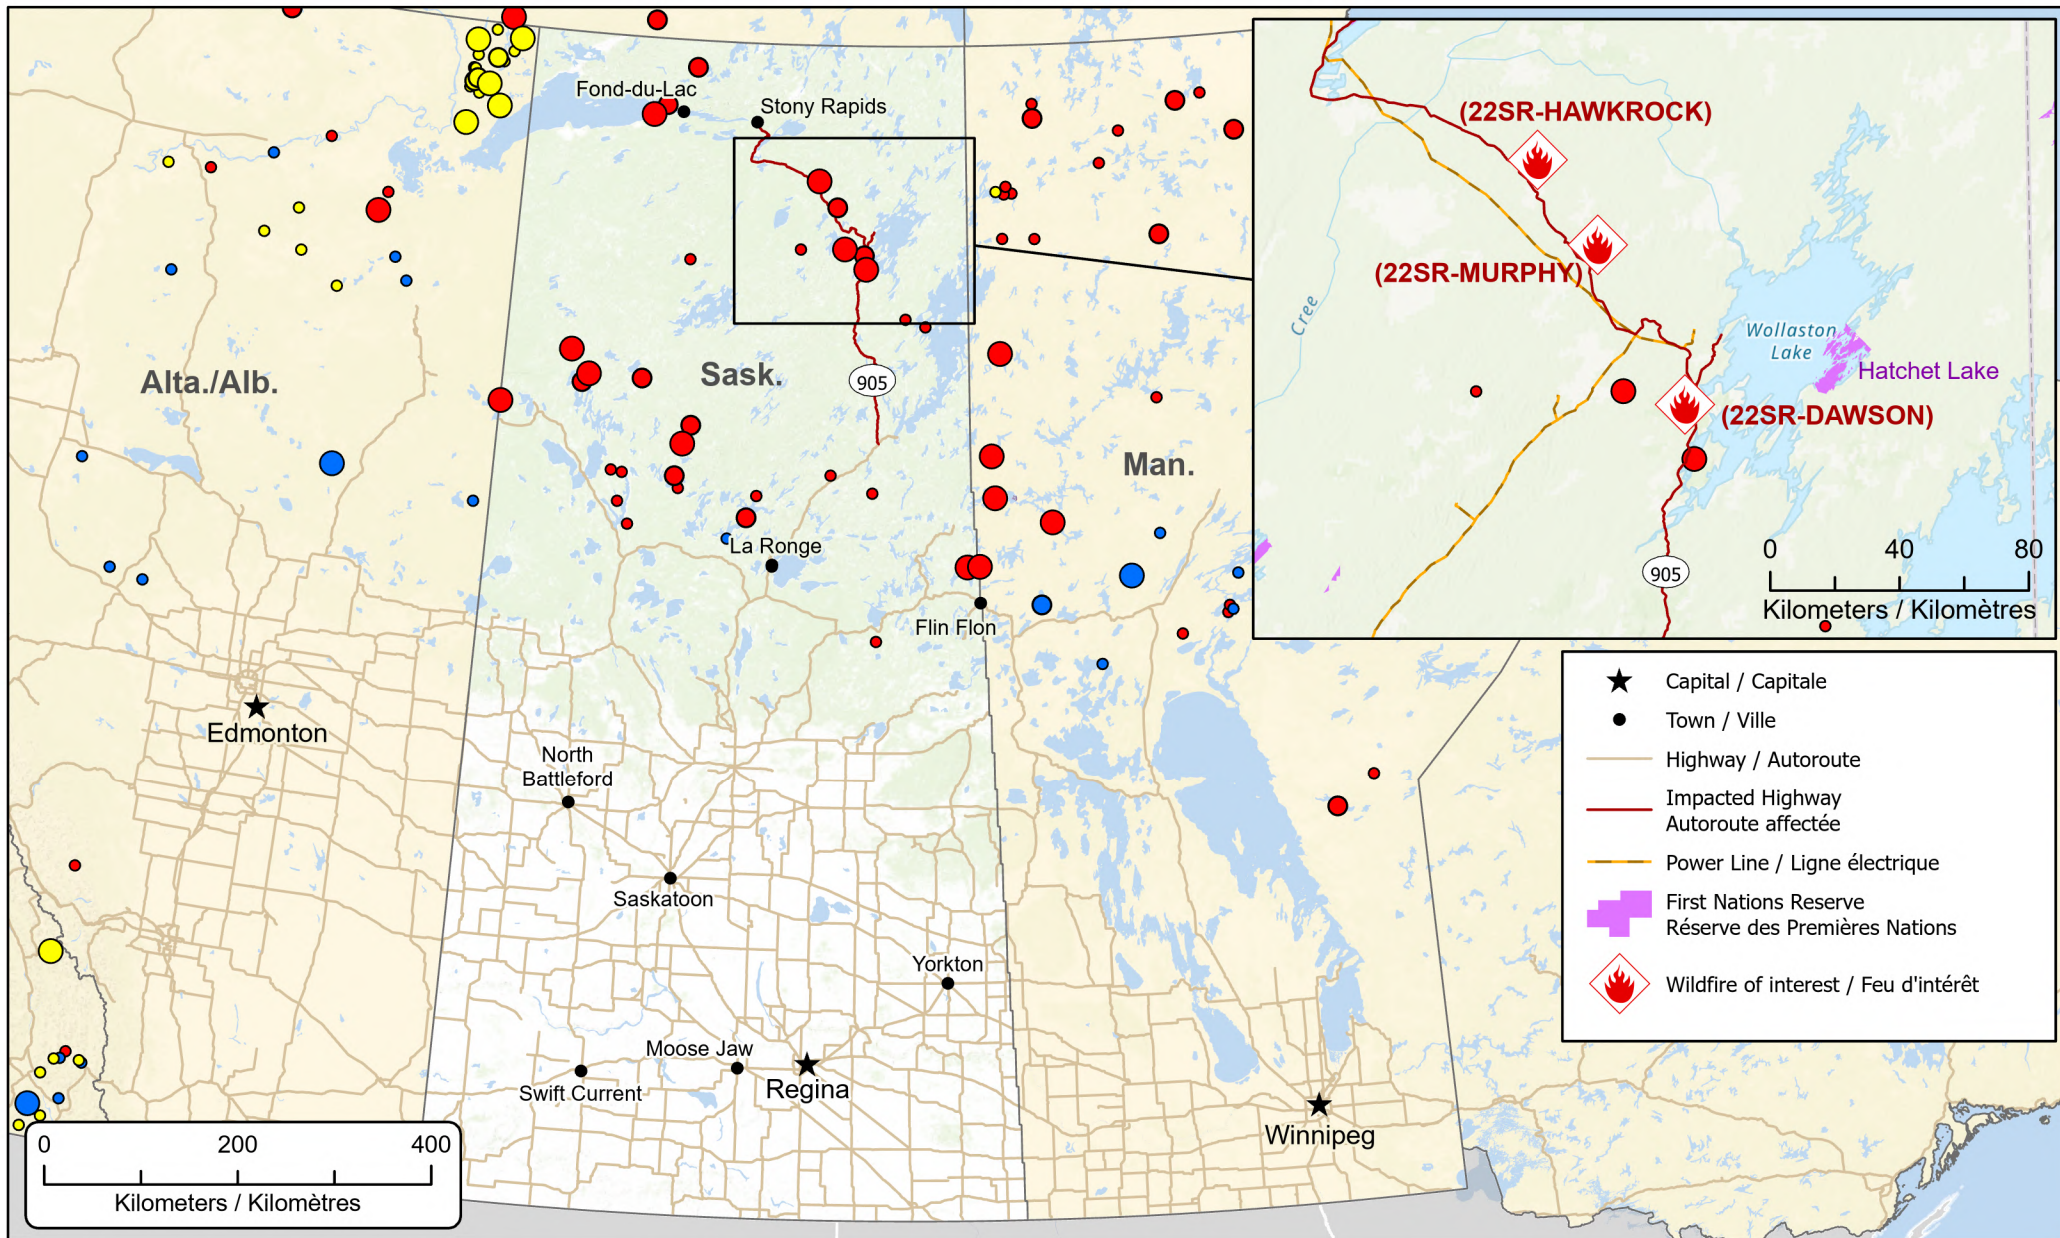 Fond-du-Lac
Stony Rapids
Alta./Alb.
Sask.
905
Man.
La Ronge
Flin Flon
Edmonton
North
Battleford
Saskatoon
Yorkton
Moose Jaw
Regina
Swift Current
Winnipeg
0 200 400
Kilometers / Kilomètres
(22SR-HAWKROCK)
(22SR-MURPHY)
Cree
Wollaston
Lake
Hatchet Lake
(22SR-DAWSON)
905
0 40 80
Kilometers / Kilomètres
Capital / Capitale
Town / Ville
Highway / Autoroute
Impacted Highway
Autoroute affectée
Power Line / Ligne électrique
First Nations Reserve
Réserve des Premières Nations
Wildfire of interest / Feu d'intérêt